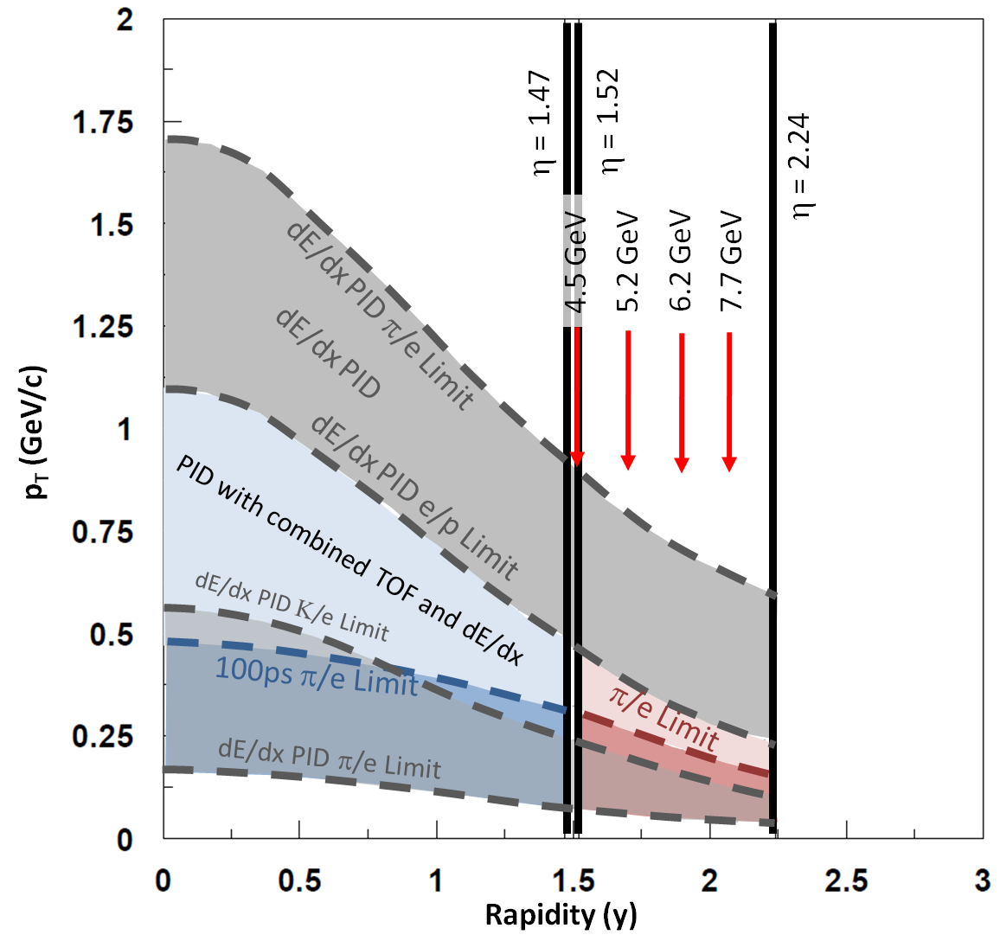 2
1.75
1.5
1.25
1
0.75
0.5
0.25
0
pT (GeV/c)
η = 1.47
η = 1.52
η = 2.24
4.5 GeV
5.2 GeV
6.2 GeV
7.7 GeV
dE/dx PID π/e Limit
dE/dx PID
dE/dx PID e/p Limit
PID with combined TOF and dE/dx
dE/dx PID K/e Limit
100ps π/e Limit
π/e Limit
dE/dx PID π/e Limit
0 0.5 1 1.5 2 2.5 3
Rapidity (y)